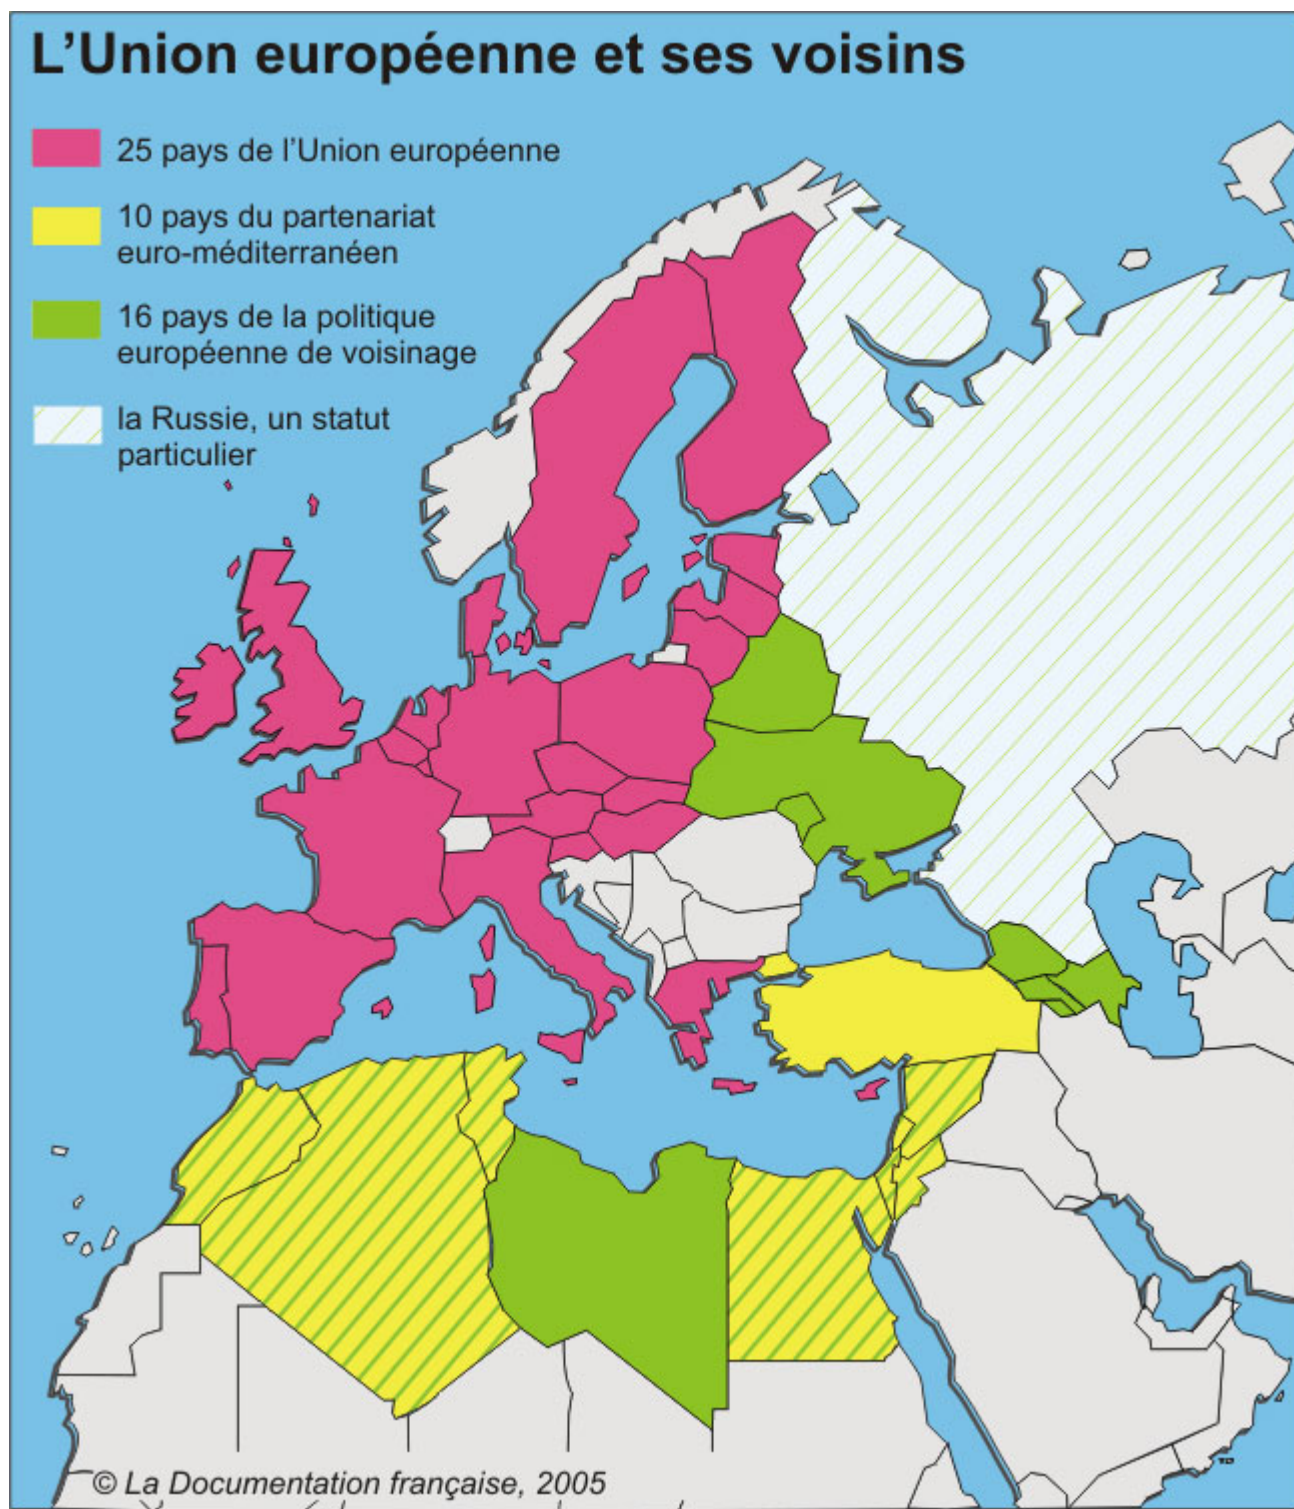 L'Union européenne et ses voisins
25 pays de l'Union européenne
10 pays du partenariat
euro-méditerranéen
16 pays de la politique
européenne de voisinage
la Russie, un statut
particulier
© La Documentation française, 2005